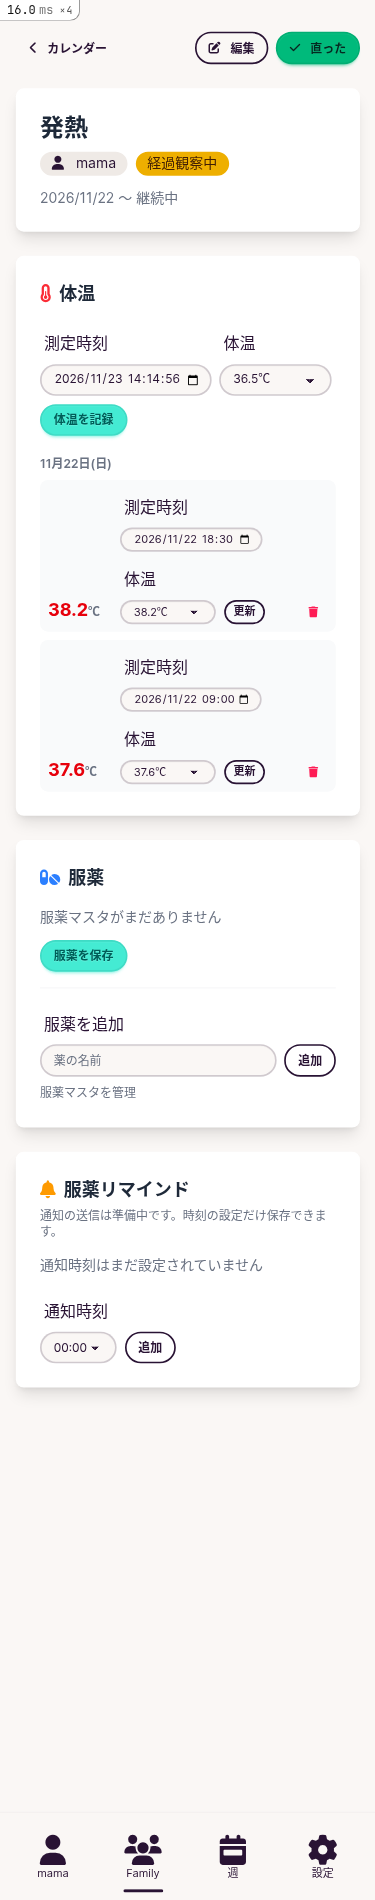 16.0 ms ×4
カレンダー 編集 直った
発熱
mama 経過観察中
2026/11/22 〜 継続中
体温
測定時刻 体温
2026/11/23 14:14:56 36.5℃
体温を記録
11月22日(日)
測定時刻
2026/11/22 18:30
体温
38.2℃ 38.2℃ 更新
測定時刻
2026/11/22 09:00
体温
37.6℃ 37.6℃ 更新
服薬
服薬マスタがまだありません
服薬を保存
服薬を追加
薬の名前 追加
服薬マスタを管理
服薬リマインド
通知の送信は準備中です。時刻の設定だけ保存できま
す。
通知時刻はまだ設定されていません
通知時刻
00:00 追加
mama Family 週 設定